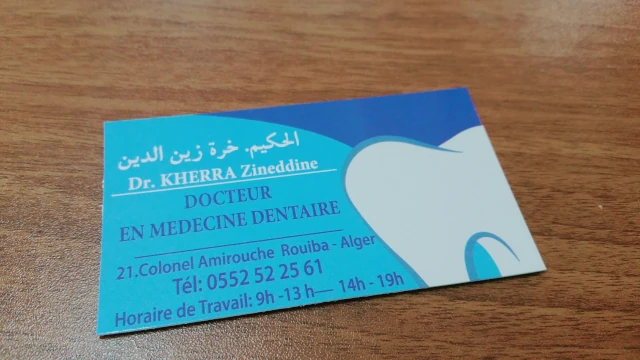 الحكيم. خرة زين الدين
Dr. KHERRA Zineddine
DOCTEUR
EN MEDECINE DENTAIRE
21.Colonel Amirouche Rouiba - Alger
Tél: 0552 52 25 61
Horaire de Travail: 9h -13 h— 14h - 19h